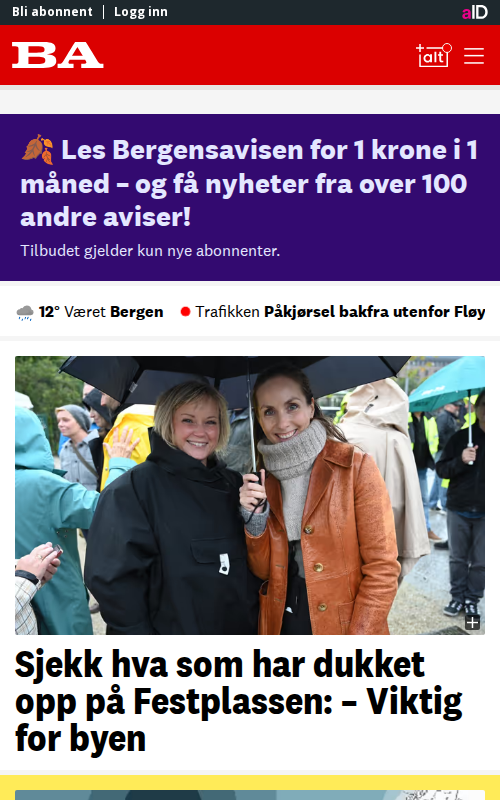 Bli abonnent
Logg inn
aID
BA
+alt
🍂 Les Bergensavisen for 1 krone i 1
måned – og få nyheter fra over 100
andre aviser!
Tilbudet gjelder kun nye abonnenter.
12° Været Bergen
Trafikken Påkjørsel bakfra utenfor Fløy
Sjekk hva som har dukket
opp på Festplassen: – Viktig
for byen